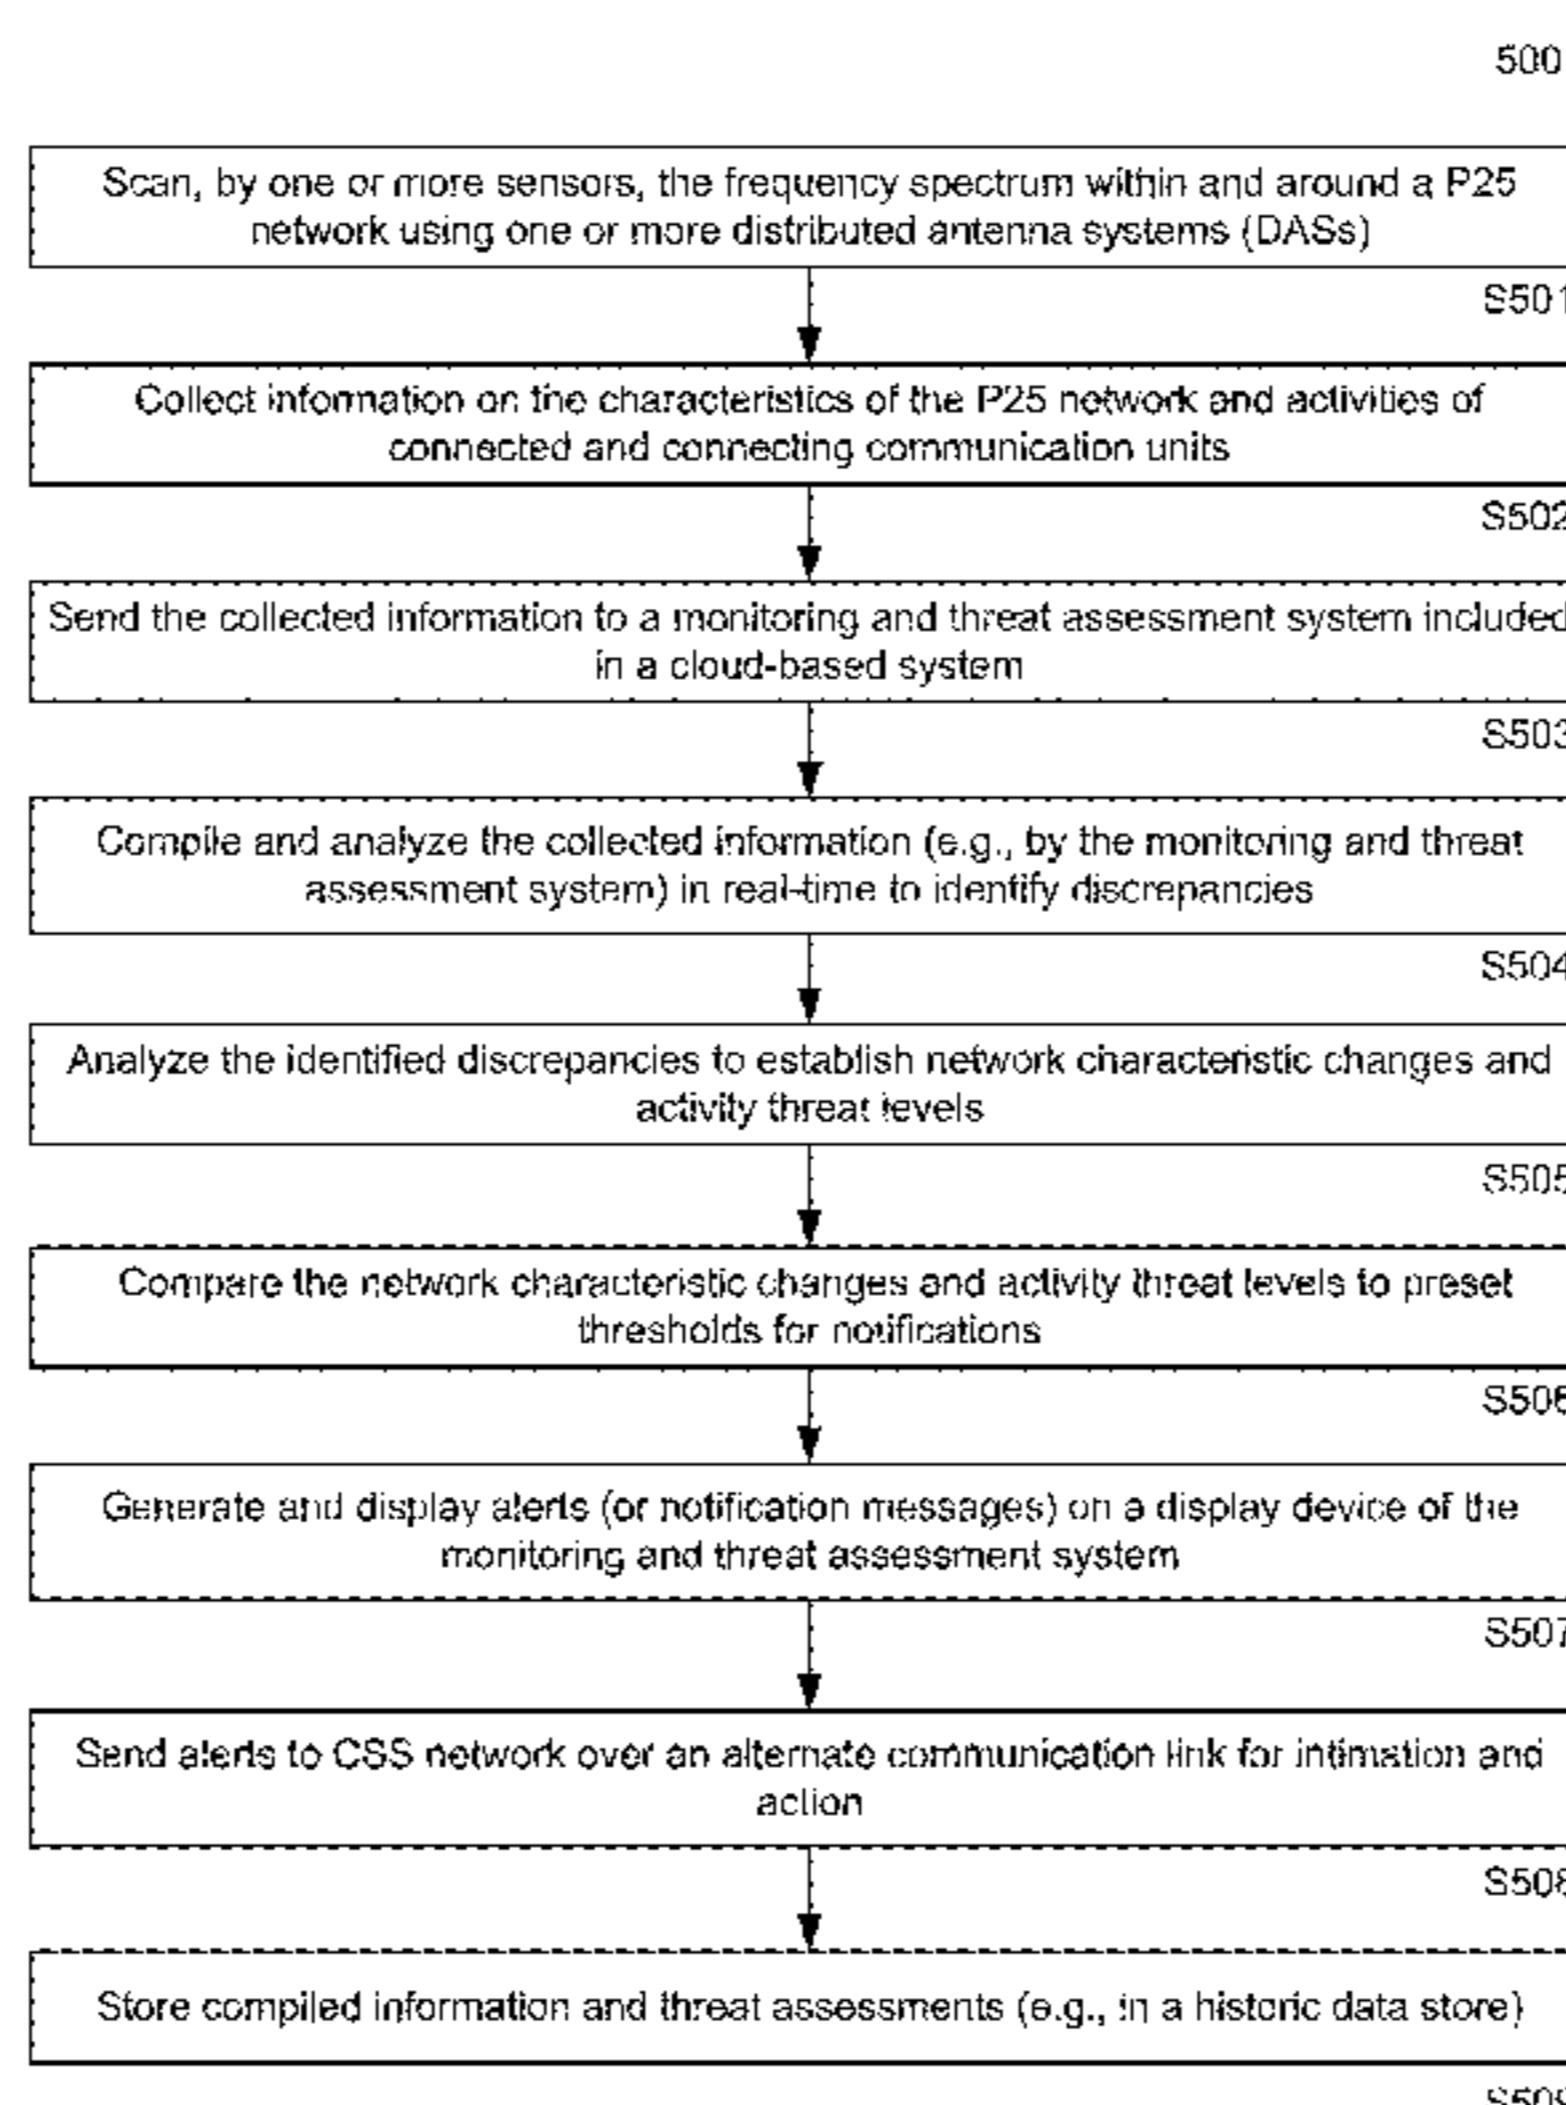 500
Scan, by one or more sensors, the frequency spectrum within and around a P25
network using one or more distributed antenna systems (DASs)
S501
Collect information on the characteristics of the P25 network and activities of
connected and connecting communication units
S502
Send the collected information to a monitoring and threat assessment system included
in a cloud-based system
S503
Compile and analyze the collected information (e.g., by the monitoring and threat
assessment system) in real-time to identify discrepancies
S504
Analyze the identified discrepancies to establish network characteristic changes and
activity threat levels
S505
Compare the network characteristic changes and activity threat levels to preset
thresholds for notifications
S506
Generate and display alerts (or notification messages) on a display device of the
monitoring and threat assessment system
S507
Send alerts to CSS network over an alternate communication link for intimation and
action
S508
Store compiled information and threat assessments (e.g., in a historic data store)
S509